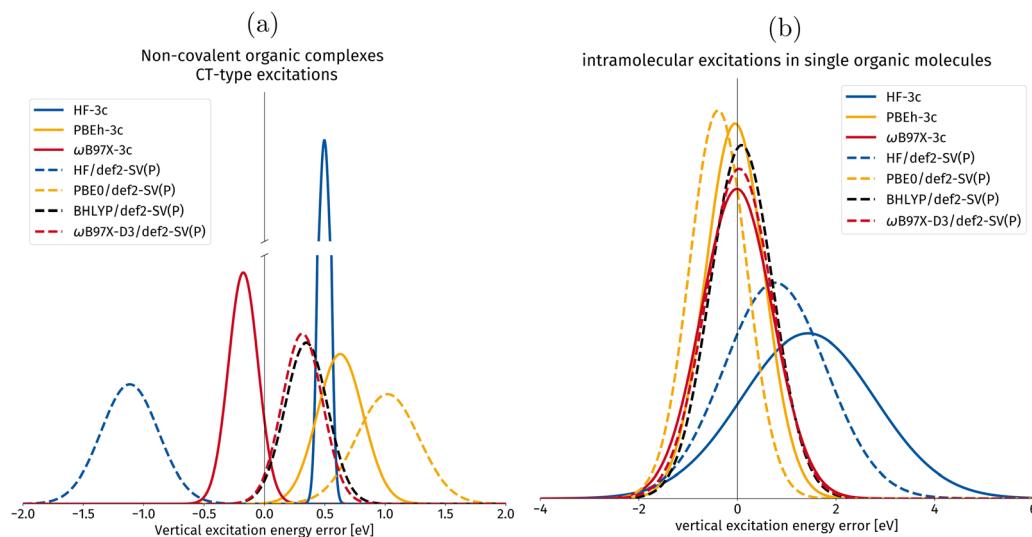 (a)
Non-covalent organic complexes
CT-type excitations
HF-3c
PBEh-3c
ωB97X-3c
HF/def2-SV(P)
PBE0/def2-SV(P)
BHLYP/def2-SV(P)
ωB97X-D3/def2-SV(P)
−2.0 −1.5 −1.0 −0.5 0.0 0.5 1.0 1.5 2.0
Vertical excitation energy error [eV]
(b)
intramolecular excitations in single organic molecules
HF-3c
PBEh-3c
ωB97X-3c
HF/def2-SV(P)
PBE0/def2-SV(P)
BHLYP/def2-SV(P)
ωB97X-D3/def2-SV(P)
−4 −2 0 2 4 6
vertical excitation energy error [eV]